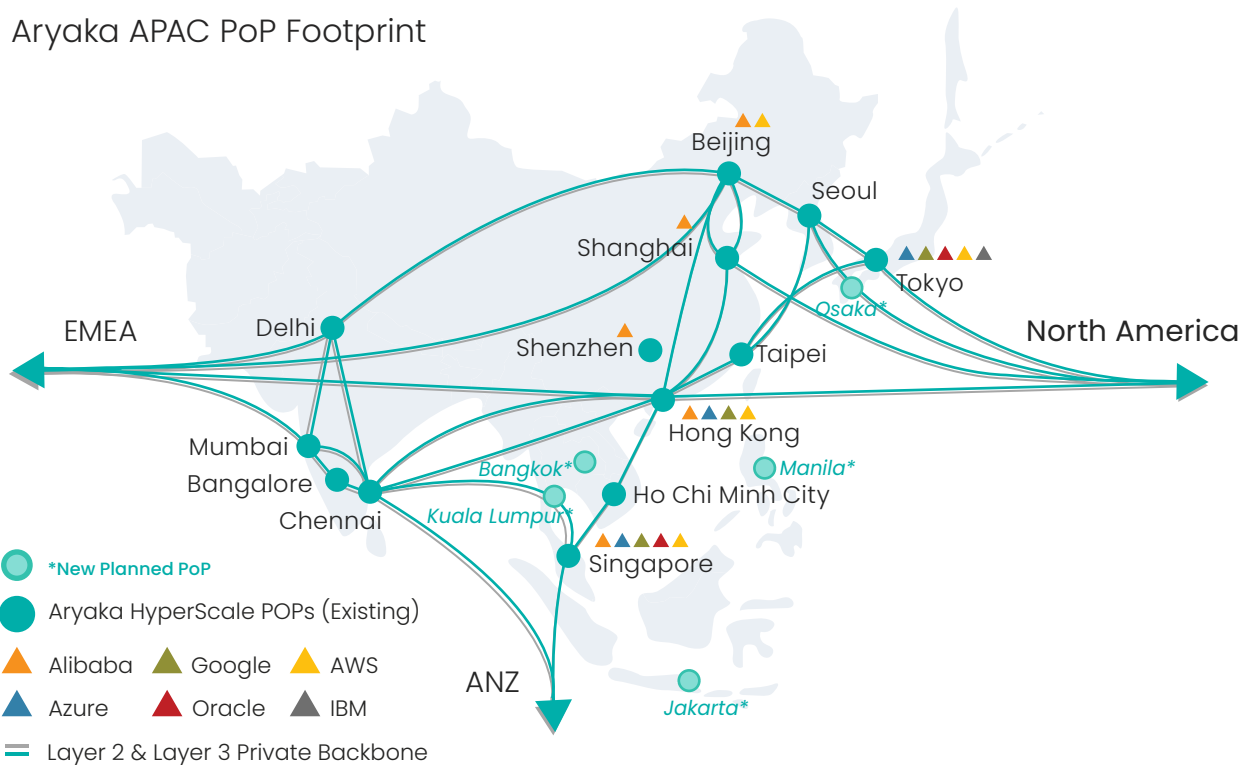 Aryaka APAC PoP Footprint
Beijing
Seoul
Shanghai
Tokyo
Osaka*
Delhi
EMEA
North America
Shenzhen
Taipei
Hong Kong
Mumbai
Bangkok*
Manila*
Bangalore
Ho Chi Minh City
Chennai
Kuala Lumpur*
Singapore
*New Planned PoP
Aryaka HyperScale POPs (Existing)
Alibaba Google AWS
ANZ
Azure Oracle IBM
Jakarta*
Layer 2 & Layer 3 Private Backbone